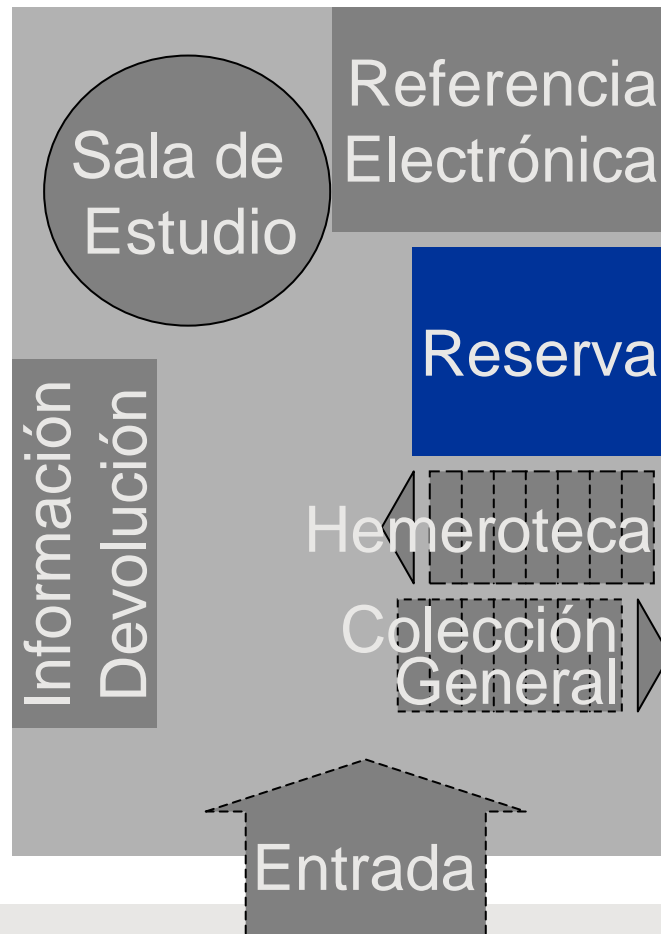 Referencia
Electrónica
Sala de
Estudio
Reserva
Información
Devolución
Hemeroteca
Colección
General
Entrada